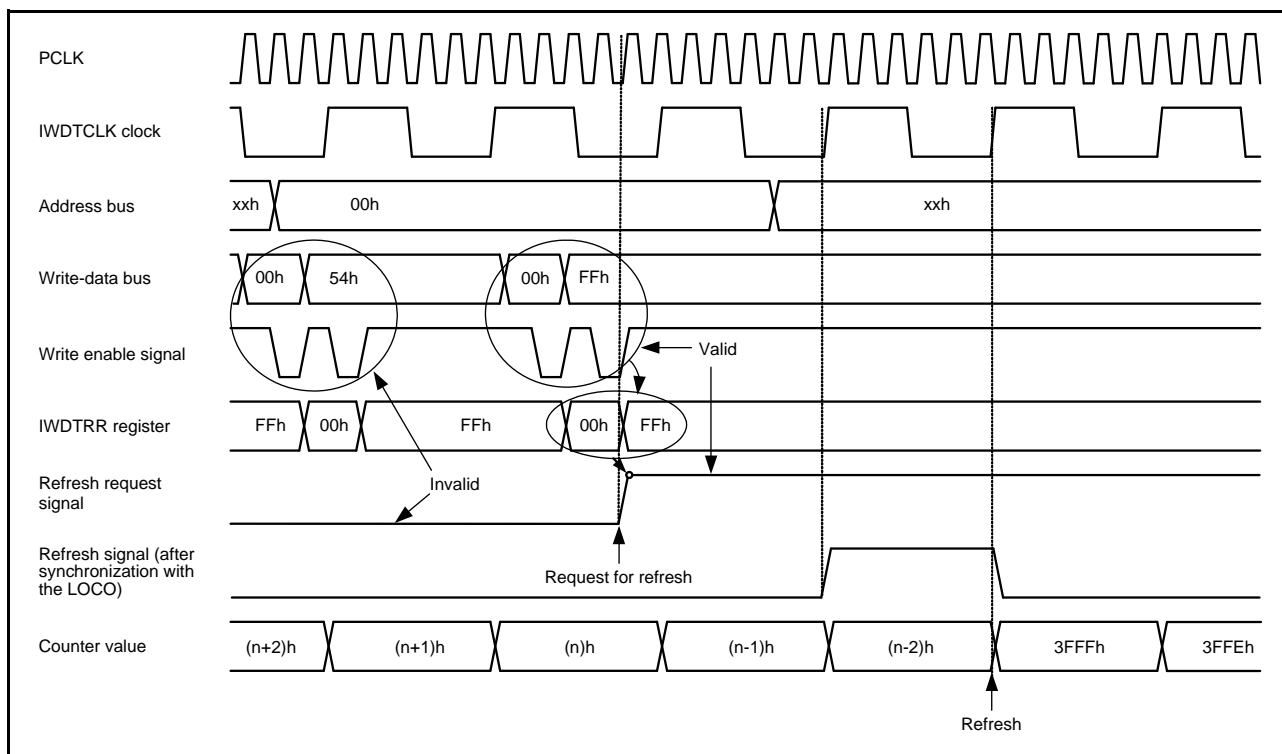 PCLK
IWDTCLK clock
Address bus
xxh 00h xxh
Write-data bus
00h 54h 00h FFh
Write enable signal
Valid
IWDTRR register
FFh 00h FFh 00h FFh
Refresh request
signal
Invalid
Refresh signal (after
synchronization with
the LOCO)
Request for refresh
Counter value
(n+2)h (n+1)h (n)h (n-1)h (n-2)h 3FFFh 3FFEh
Refresh